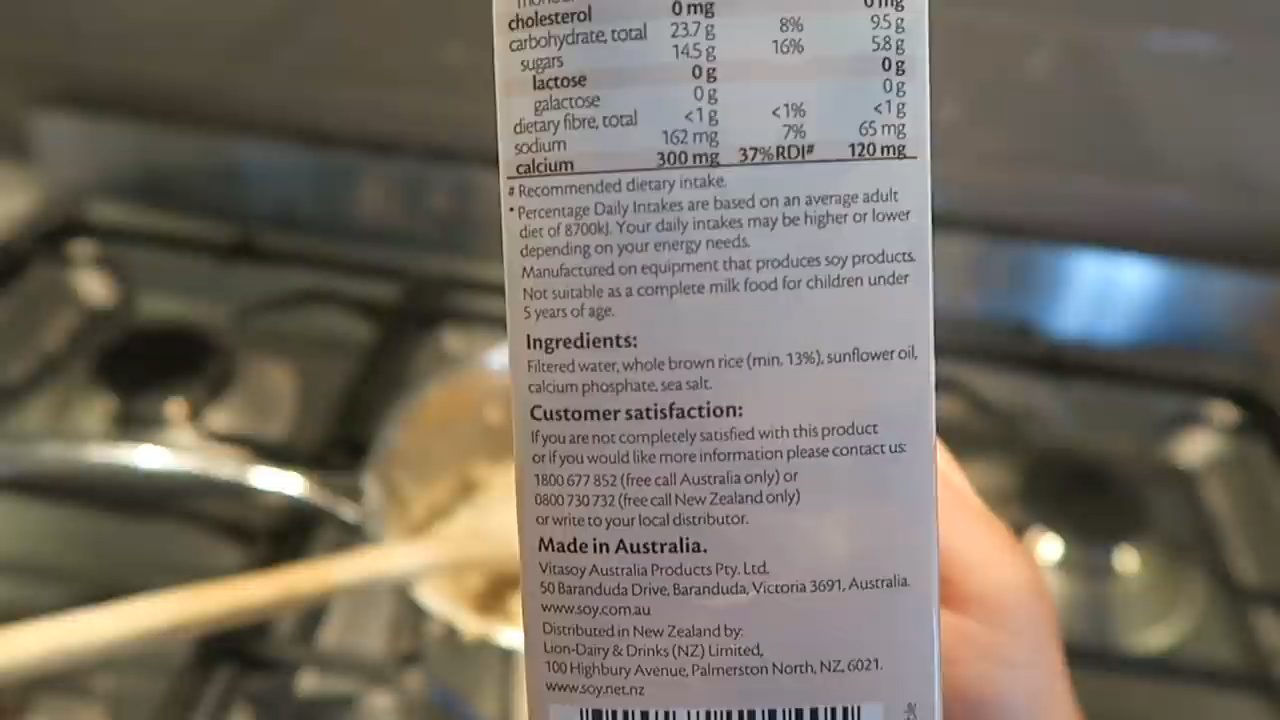 cholesterol 0 mg 0 mg
carbohydrate, total 23.7 g 8% 9.5 g
sugars 14.5 g 16% 5.8 g
lactose 0 g 0 g
galactose 0 g 0 g
dietary fibre, total <1 g <1% <1 g
sodium 162 mg 7% 65 mg
calcium 300 mg 37%RDI# 120 mg
# Recommended dietary intake.
*Percentage Daily Intakes are based on an average adult
diet of 8700kJ. Your daily intakes may be higher or lower
depending on your energy needs.
Manufactured on equipment that produces soy products.
Not suitable as a complete milk food for children under
5 years of age.
Ingredients:
Filtered water, whole brown rice (min. 13%), sunflower oil,
calcium phosphate, sea salt.
Customer satisfaction:
If you are not completely satisfied with this product
or if you would like more information please contact us:
1800 677 852 (free call Australia only) or
0800 730 732 (free call New Zealand only)
or write to your local distributor.
Made in Australia.
Vitasoy Australia Products Pty. Ltd.
50 Baranduda Drive, Baranduda, Victoria 3691, Australia.
www.soy.com.au
Distributed in New Zealand by:
Lion-Dairy & Drinks (NZ) Limited,
100 Highbury Avenue, Palmerston North, NZ, 6021.
www.soy.net.nz